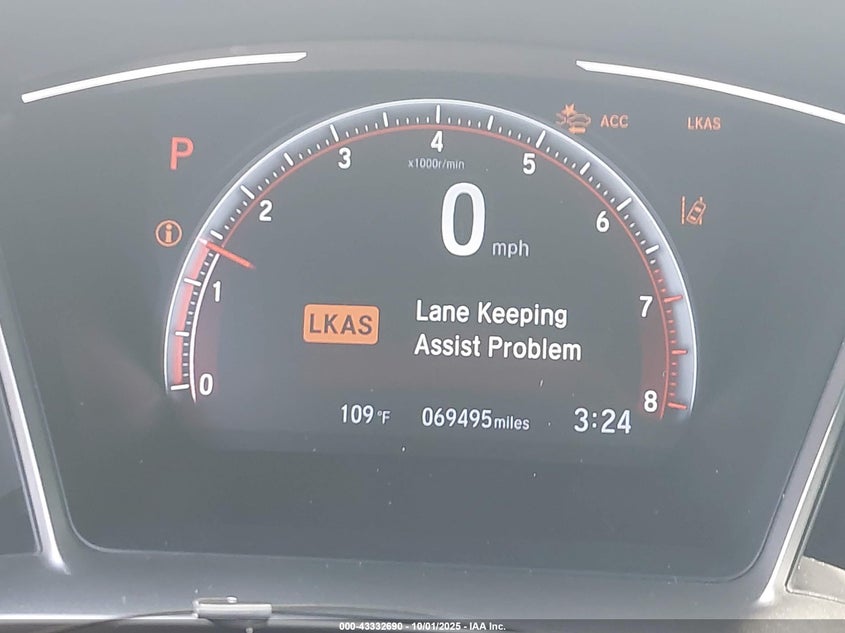 ACC
LKAS
P
4
x1000r/min
3
5
2
6
0 mph
1
7
LKAS
Lane Keeping
Assist Problem
0
8
109°F 069495miles 3:24
000-43332690 - 10/01/2025 - IAA Inc.